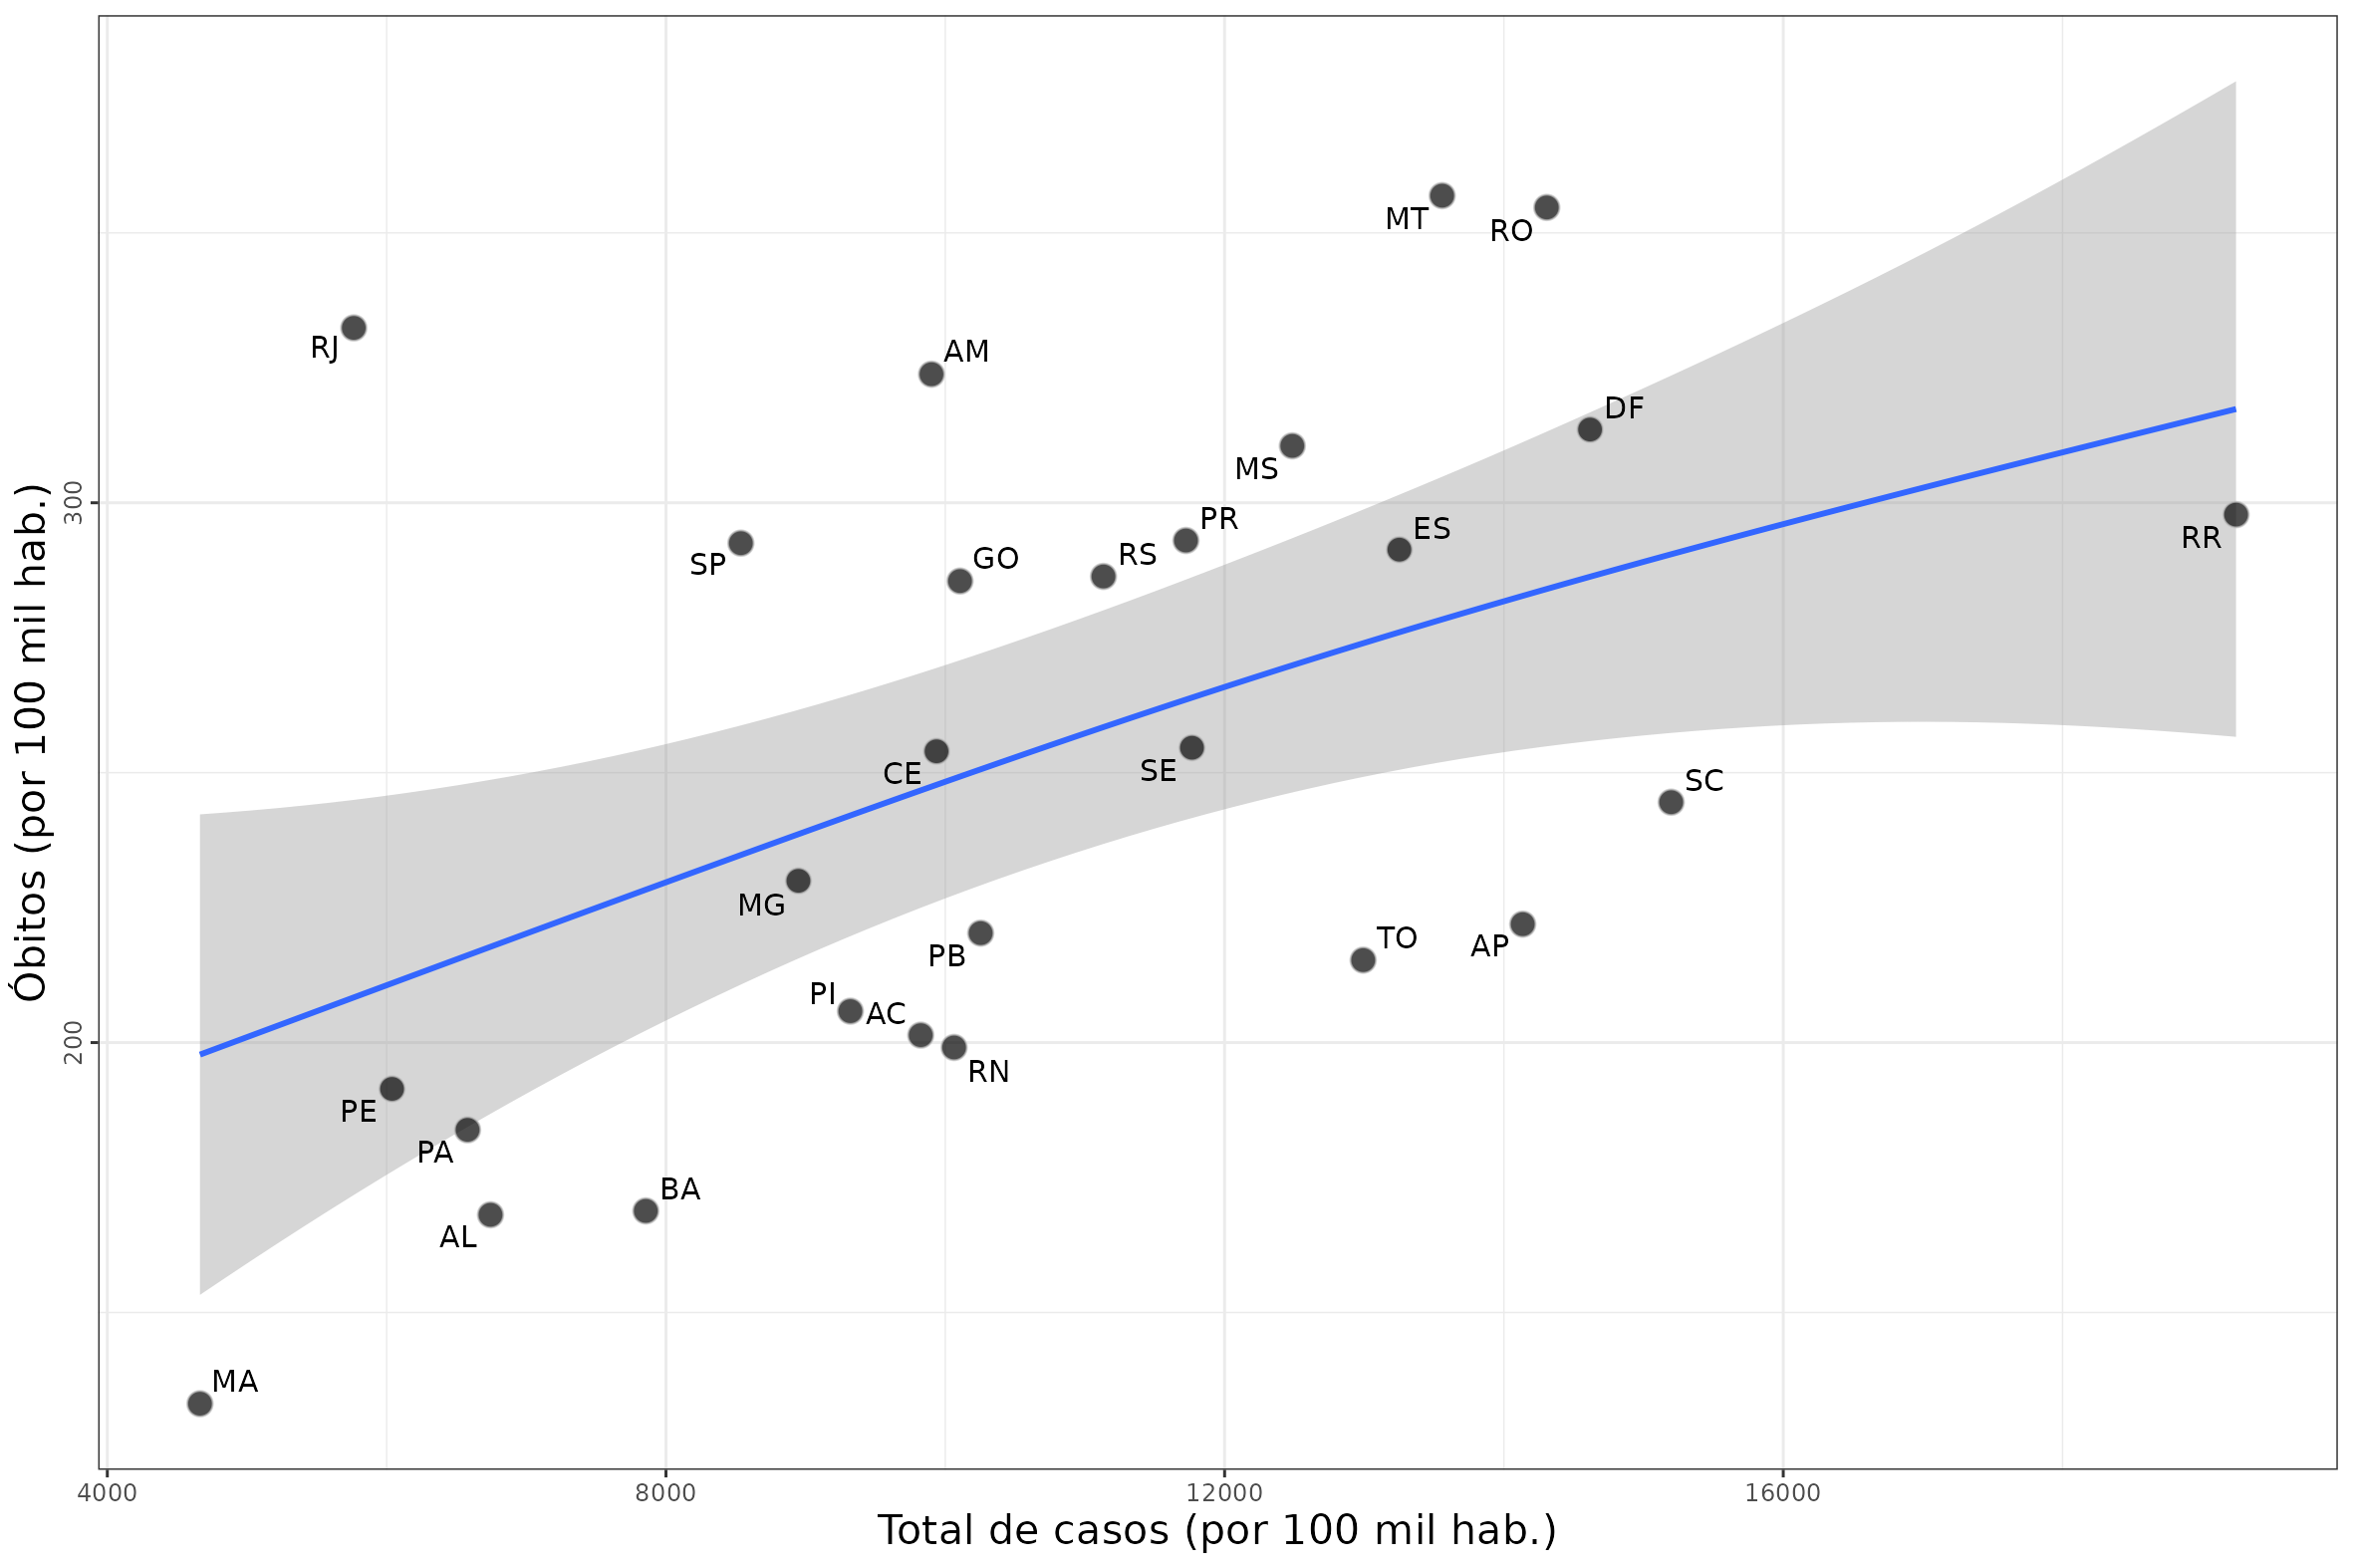 MT
RO
RJ
AM
DF
MS
PR
ES
RS
GO
SP
RR
CE
SE
SC
MG
PB
TO
AP
PI
AC
RN
PE
PA
BA
AL
MA
300
200
Óbitos (por 100 mil hab.)
4000 8000 12000 16000
Total de casos (por 100 mil hab.)